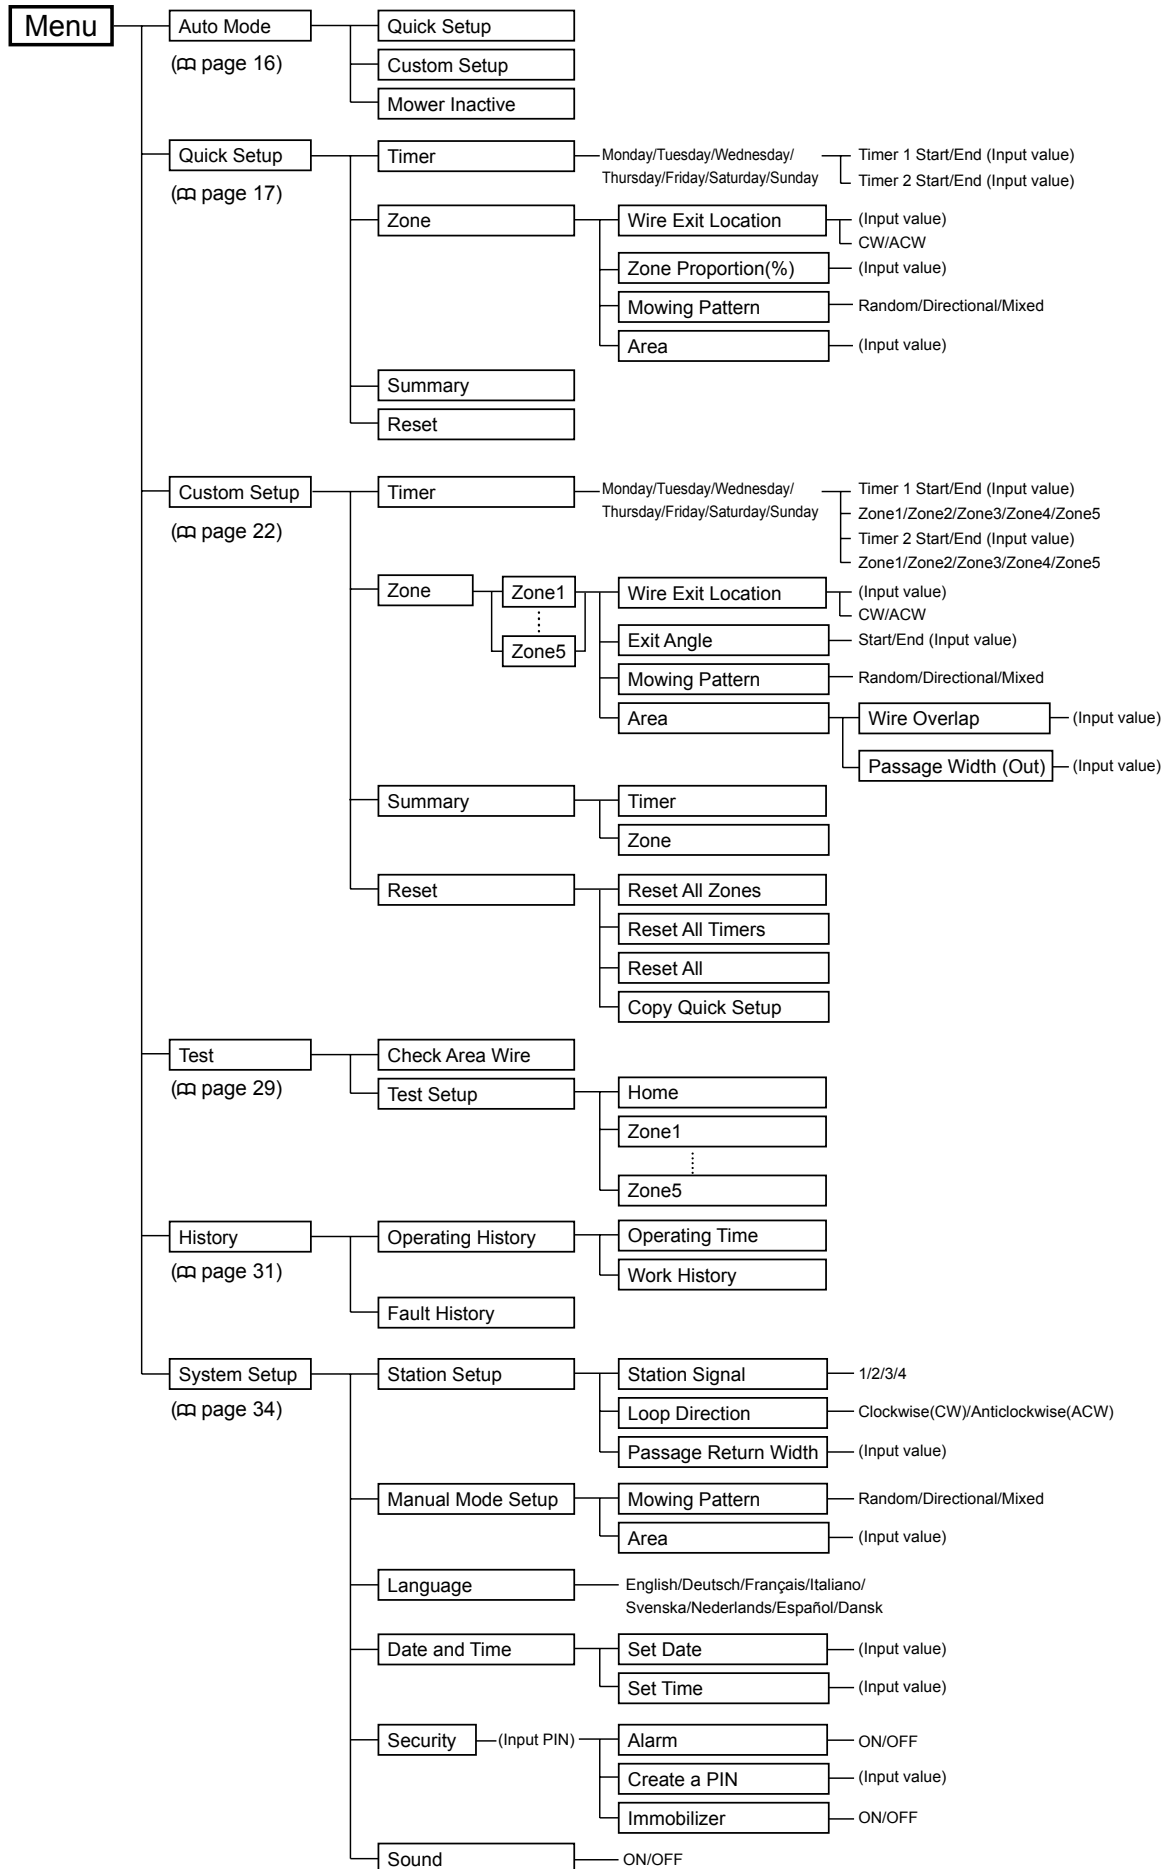 Menu
Auto Mode
(page 16)
Quick Setup
Custom Setup
Mower Inactive
Quick Setup
(page 17)
Timer
Monday/Tuesday/Wednesday/
Thursday/Friday/Saturday/Sunday
Timer 1 Start/End (Input value)
Timer 2 Start/End (Input value)
Zone
Wire Exit Location
(Input value)
CW/ACW
Zone Proportion(%)
(Input value)
Mowing Pattern
Random/Directional/Mixed
Area
(Input value)
Summary
Reset
Custom Setup
(page 22)
Timer
Monday/Tuesday/Wednesday/
Thursday/Friday/Saturday/Sunday
Timer 1 Start/End (Input value)
Zone1/Zone2/Zone3/Zone4/Zone5
Timer 2 Start/End (Input value)
Zone1/Zone2/Zone3/Zone4/Zone5
Zone
Zone1
Zone5
Wire Exit Location
(Input value)
CW/ACW
Exit Angle
Start/End (Input value)
Mowing Pattern
Random/Directional/Mixed
Area
Wire Overlap
(Input value)
Passage Width (Out)
(Input value)
Summary
Timer
Zone
Reset
Reset All Zones
Reset All Timers
Reset All
Copy Quick Setup
Test
(page 29)
Check Area Wire
Test Setup
Home
Zone1
Zone5
History
(page 31)
Operating History
Operating Time
Work History
Fault History
System Setup
(page 34)
Station Setup
Station Signal
1/2/3/4
Loop Direction
Clockwise(CW)/Anticlockwise(ACW)
Passage Return Width
(Input value)
Manual Mode Setup
Mowing Pattern
Random/Directional/Mixed
Area
(Input value)
Language
English/Deutsch/Français/Italiano/
Svenska/Nederlands/Español/Dansk
Date and Time
Set Date
(Input value)
Set Time
(Input value)
Security
(Input PIN)
Alarm
ON/OFF
Create a PIN
(Input value)
Immobilizer
ON/OFF
Sound
ON/OFF